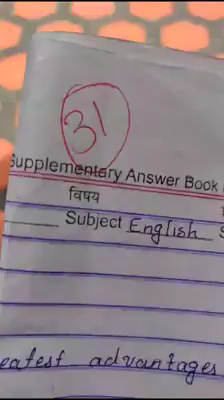 31
Supplementary Answer Book
विषय
Subject English S
eatest advantages